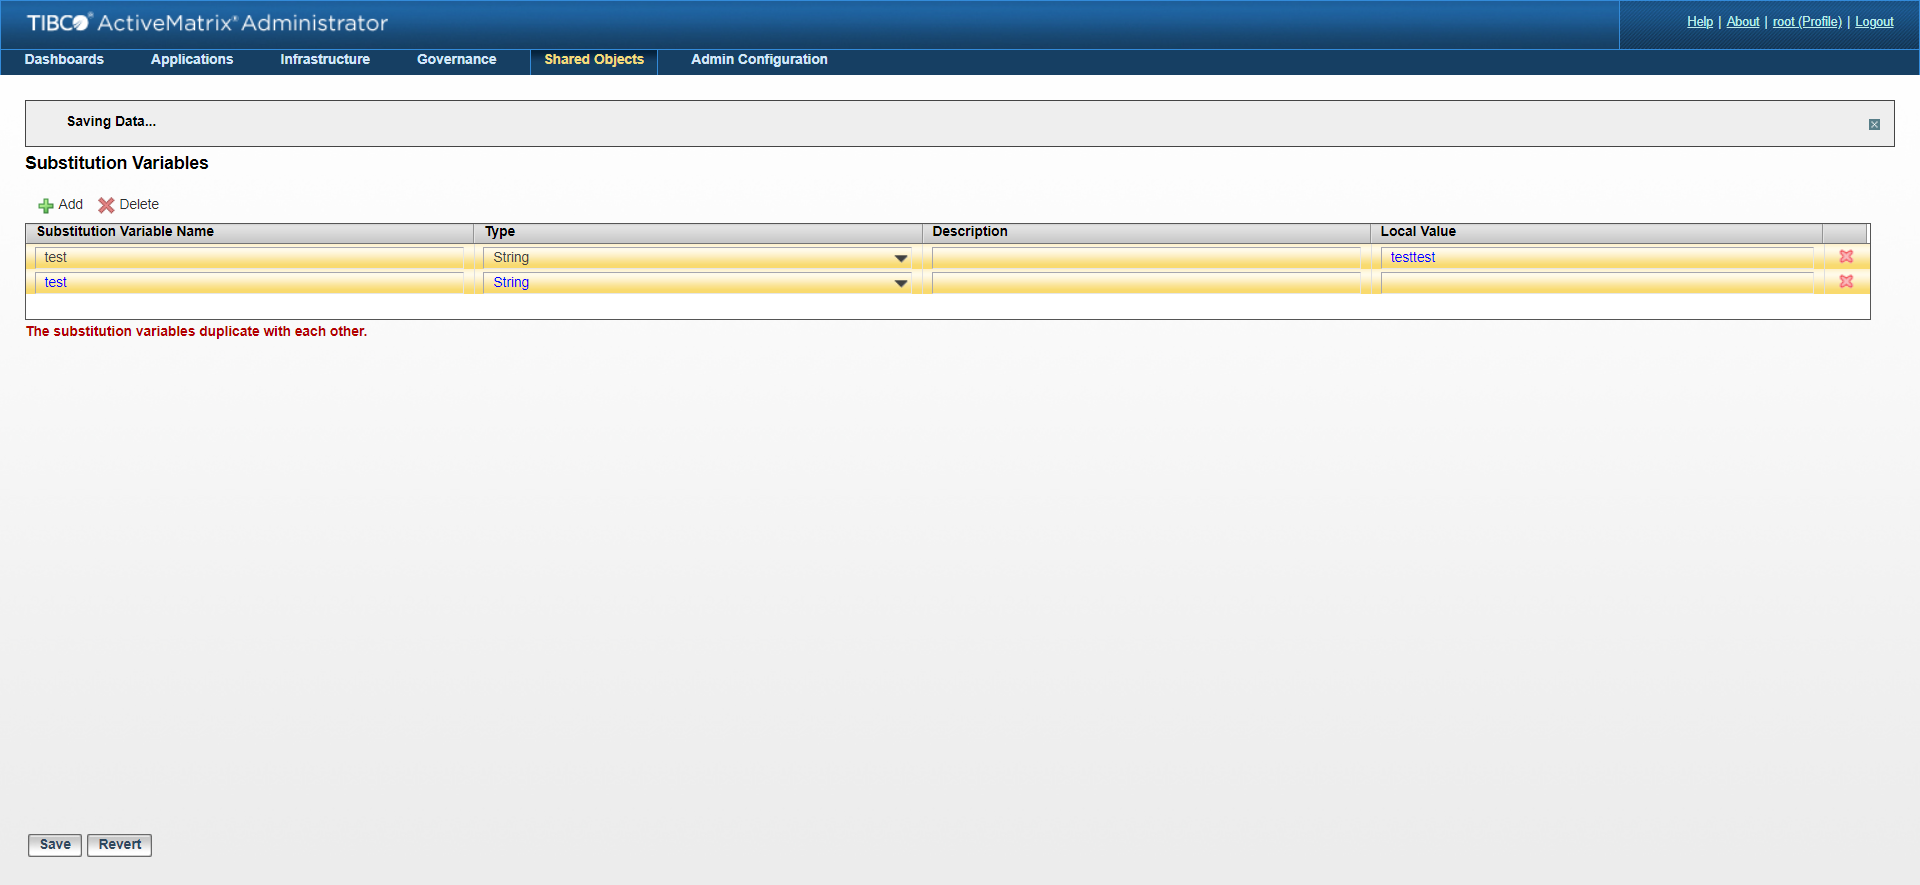 TIBCO® ActiveMatrix® Administrator
Help | About | root (Profile) | Logout
Dashboards Applications Infrastructure Governance Shared Objects Admin Configuration
Saving Data...
Substitution Variables
Add Delete
Substitution Variable Name Type Description Local Value
test String testtest
test String
The substitution variables duplicate with each other.
Save Revert